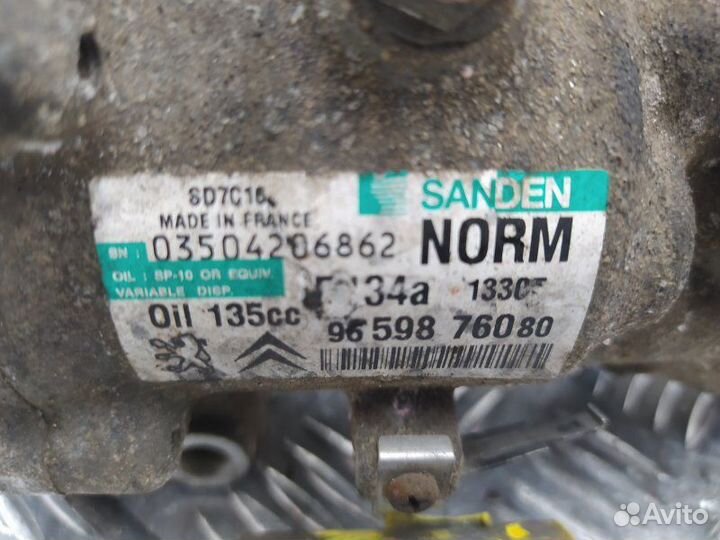 SD7C16
SANDEN
MADE IN FRANCE
SN : 03504206862 NORM
OIL : SP-10 OR EQUIV.
VARIABLE DISP.
34a 1330F
Oil 135cc
96 598 760 80
Avito